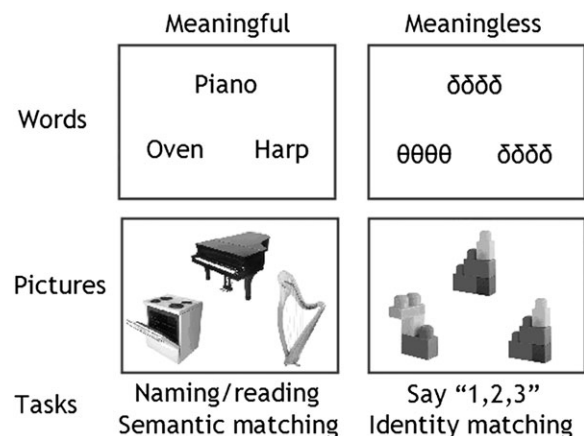 Meaningful Meaningless
Words
Piano δδδδ
Oven Harp θθθθ δδδδ
Pictures
Tasks
Naming/reading Say “1,2,3”
Semantic matching Identity matching